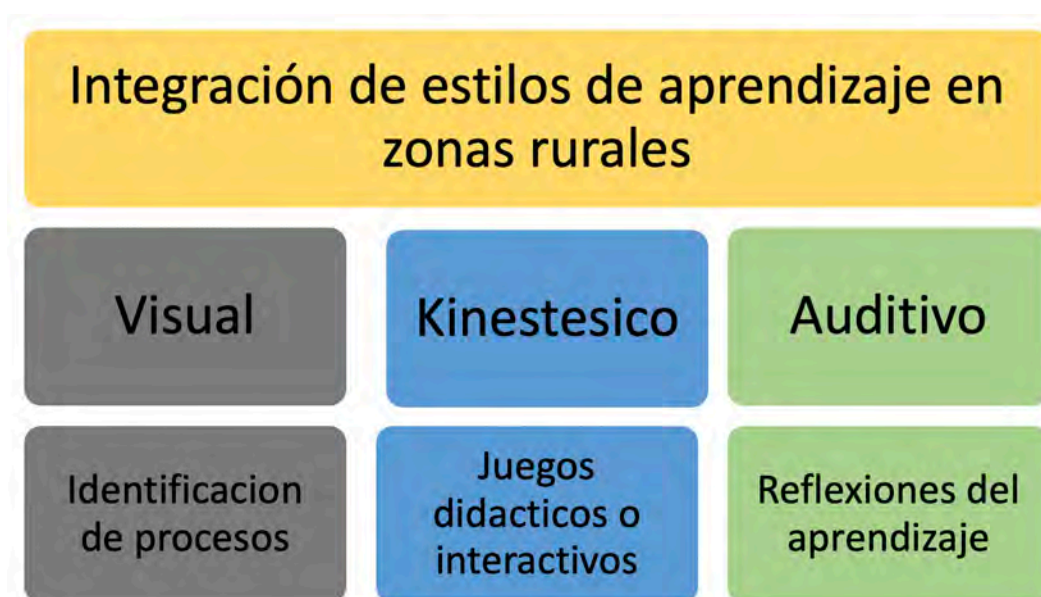 Integración de estilos de aprendizaje en
zonas rurales
Visual
Kinestesico
Auditivo
Identificacion
de procesos
Juegos
didacticos o
interactivos
Reflexiones del
aprendizaje